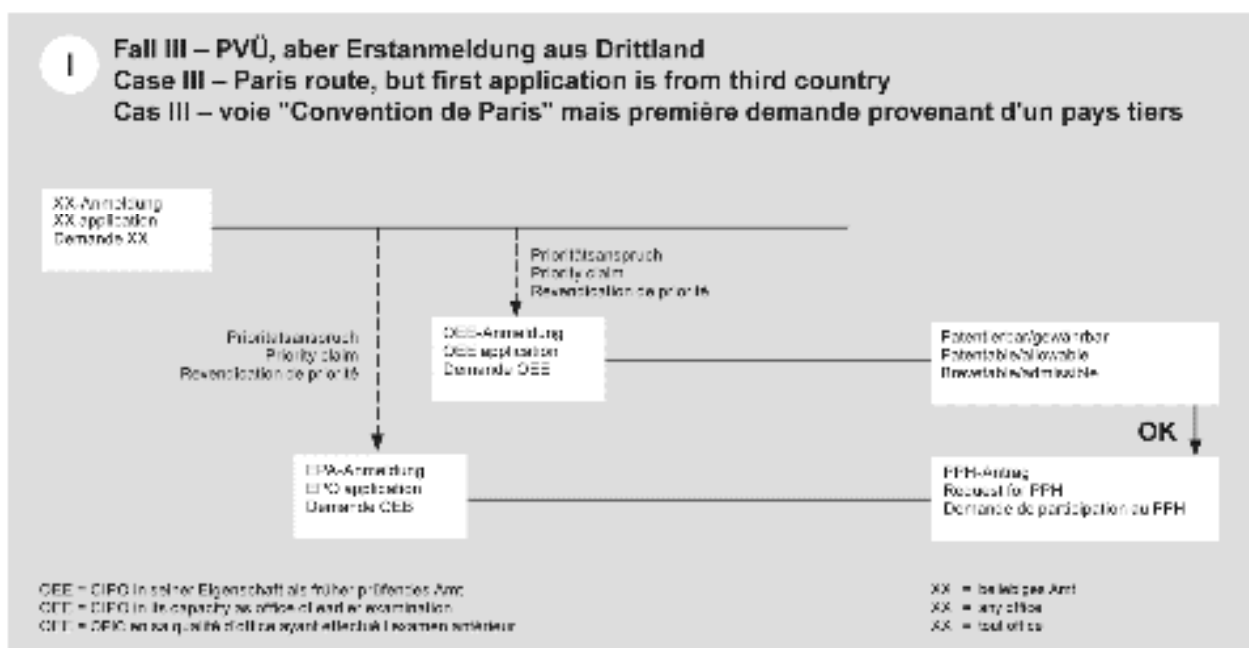 I
Fall III – PVÜ, aber Erstanmeldung aus Drittland
Case III – Paris route, but first application is from third country
Cas III – voie "Convention de Paris" mais première demande provenant d'un pays tiers
XX-Anmeldung
XX application
Demande XX
Prioritätsanspruch
Priority claim
Revendication de priorité
Prioritätsanspruch
Priority claim
Revendication de priorité
OEE-Anmeldung
OEE application
Demande OEE
Patentierbar/gewährbar
Patentable/allowable
Brevetable/admissible
OK
EPA-Anmeldung
EPO application
Demande OEB
PPH-Antrag
Request for PPH
Demande de participation au PPH
OEE = CIPO in seiner Eigenschaft als früher prüfendes Amt
OEE = CIPO in its capacity as office of earlier examination
OEE = OPIC en sa qualité d'office ayant effectué l'examen antérieur
XX = beliebiges Amt
XX = any office
XX = tout office